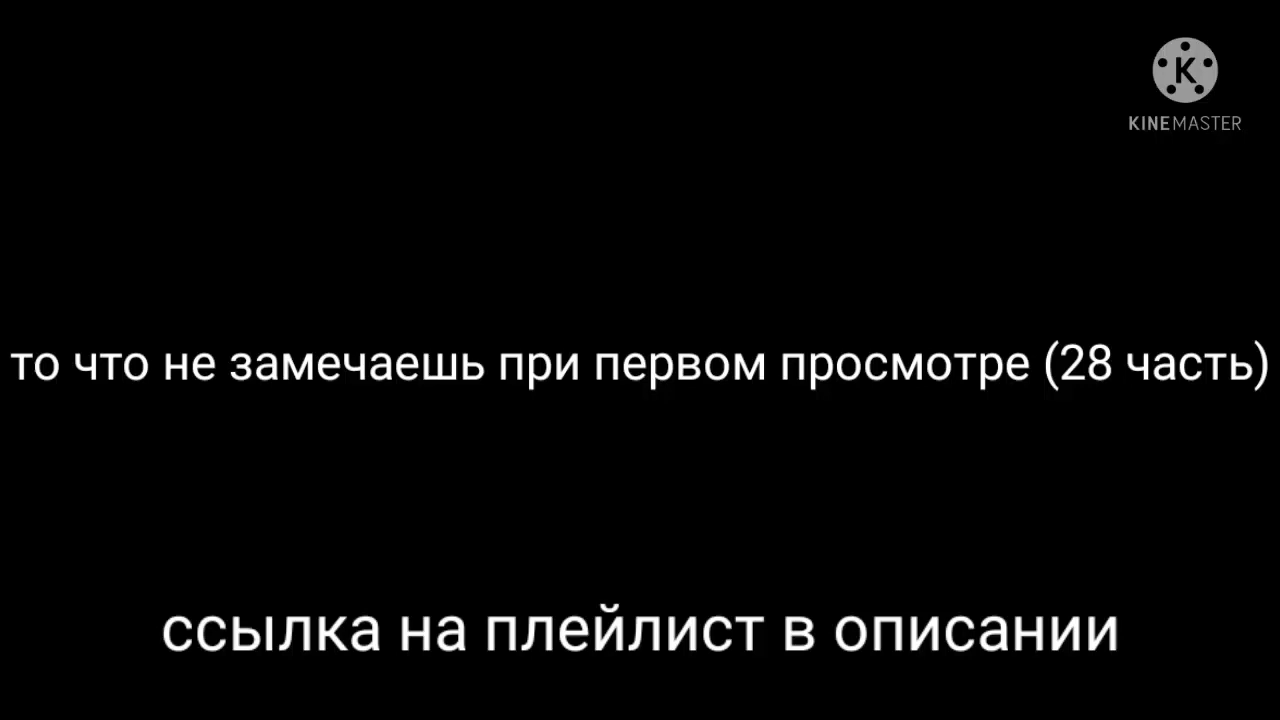 KINEMASTER
то что не замечаешь при первом просмотре (28 часть)
ссылка на плейлист в описании